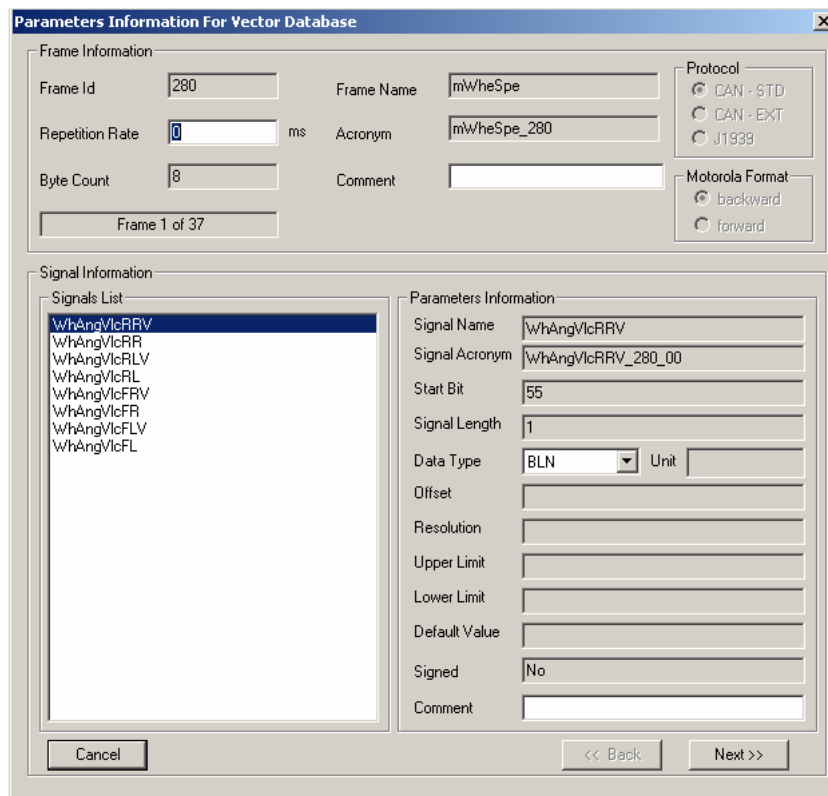 Parameters Information For Vector Database
Frame Information
Frame Id 280 Frame Name mWheSpe
Repetition Rate 0 ms Acronym mWheSpe_280
Byte Count 8 Comment
Frame 1 of 37
Protocol
CAN - STD
CAN - EXT
J1939
Motorola Format
backward
forward
Signal Information
Signals List
WhAngVlcRRV
WhAngVlcRR
WhAngVlcRLV
WhAngVlcRL
WhAngVlcFRV
WhAngVlcFR
WhAngVlcFLV
WhAngVlcFL
Parameters Information
Signal Name WhAngVlcRRV
Signal Acronym WhAngVlcRRV_280_00
Start Bit 55
Signal Length 1
Data Type BLN Unit
Offset
Resolution
Upper Limit
Lower Limit
Default Value
Signed No
Comment
Cancel << Back Next >>